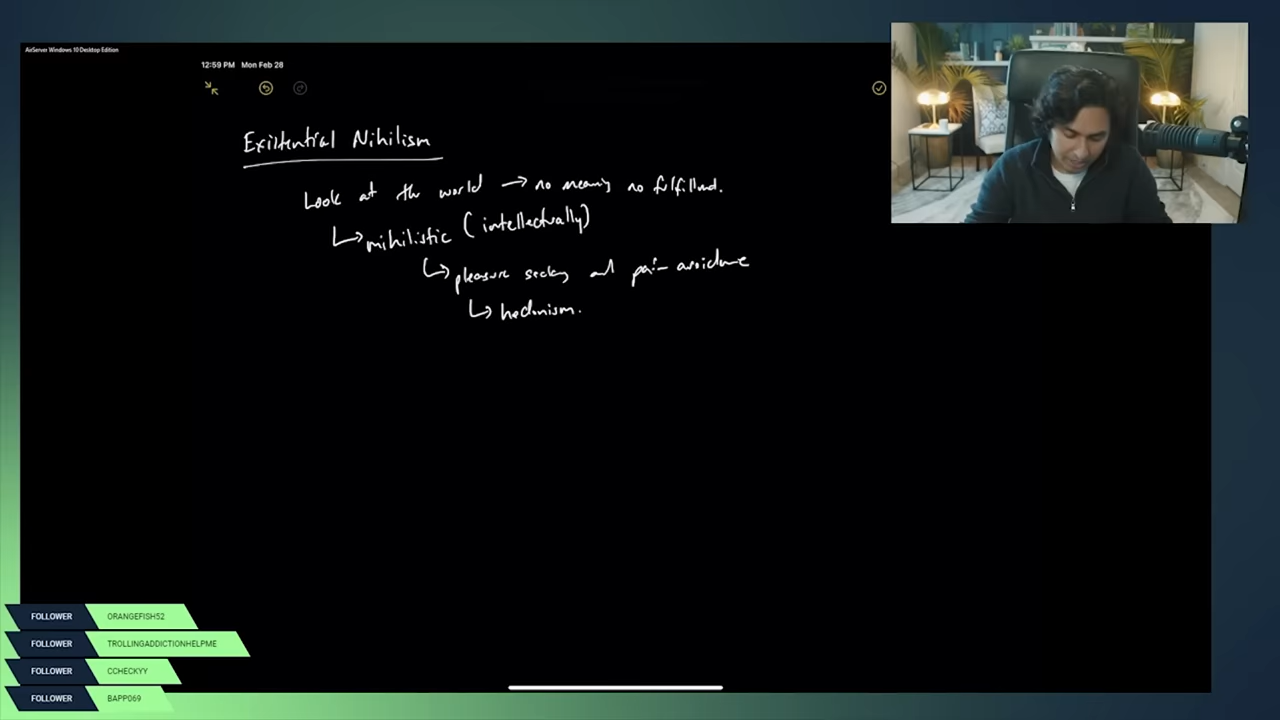 AirServer Windows 10 Desktop Edition
12:59 PM Mon Feb 28
Existential Nihilism
Look at the world → no meaning no fulfillmed.
↳ nihilistic (intellectually)
↳ pleasure seeking and pain avoidance
↳ hedonism.
FOLLOWER ORANGEFISH52
FOLLOWER TROLLINGADDICTIONHELPME
FOLLOWER CCHECKYY
FOLLOWER BAPP069